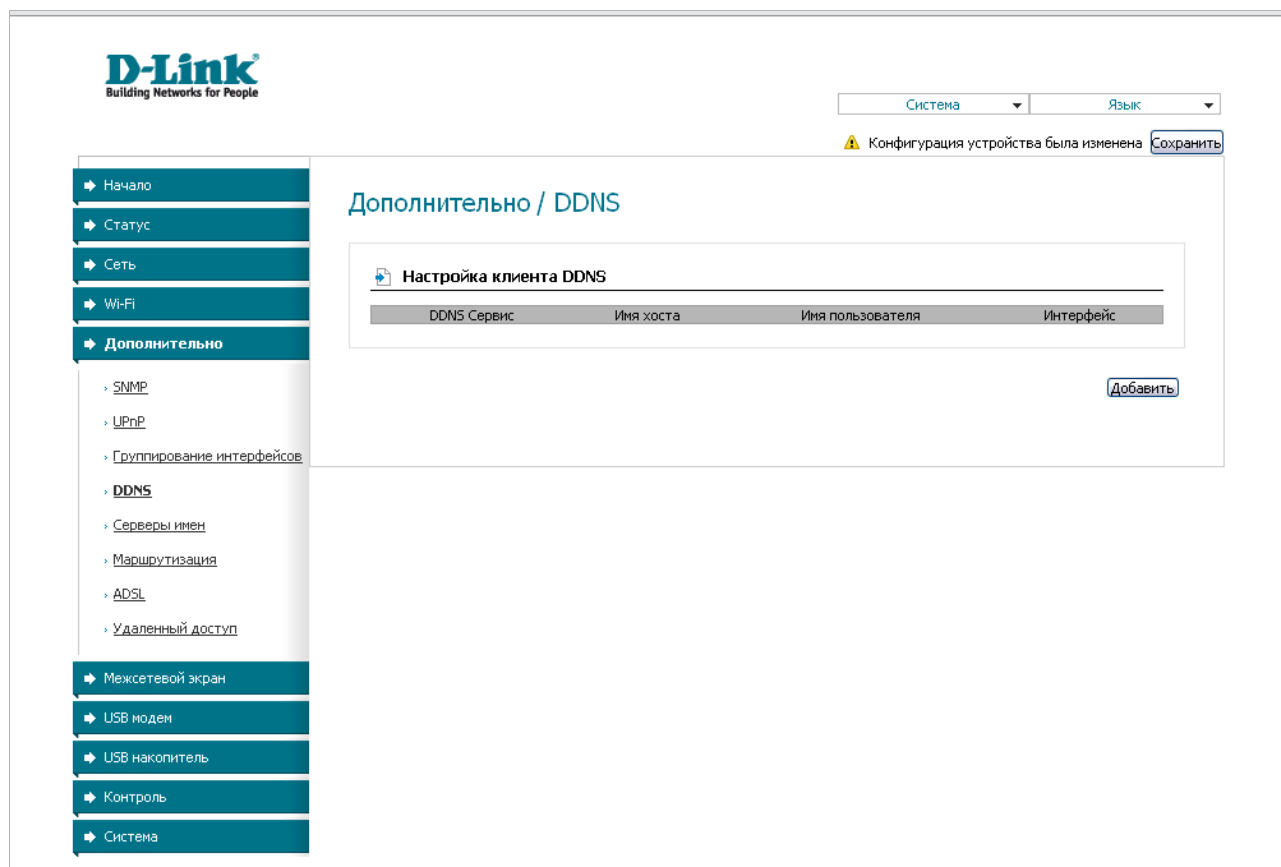 D-Link
Building Networks for People
Система
Язык
Конфигурация устройства была изменена Сохранить
Начало
Статус
Сеть
Wi-Fi
Дополнительно
SNMP
UPnP
Группирование интерфейсов
DDNS
Серверы имен
Маршрутизация
ADSL
Удаленный доступ
Межсетевой экран
USB модем
USB накопитель
Контроль
Система
Дополнительно / DDNS
Настройка клиента DDNS
DDNS Сервис Имя хоста Имя пользователя Интерфейс
Добавить